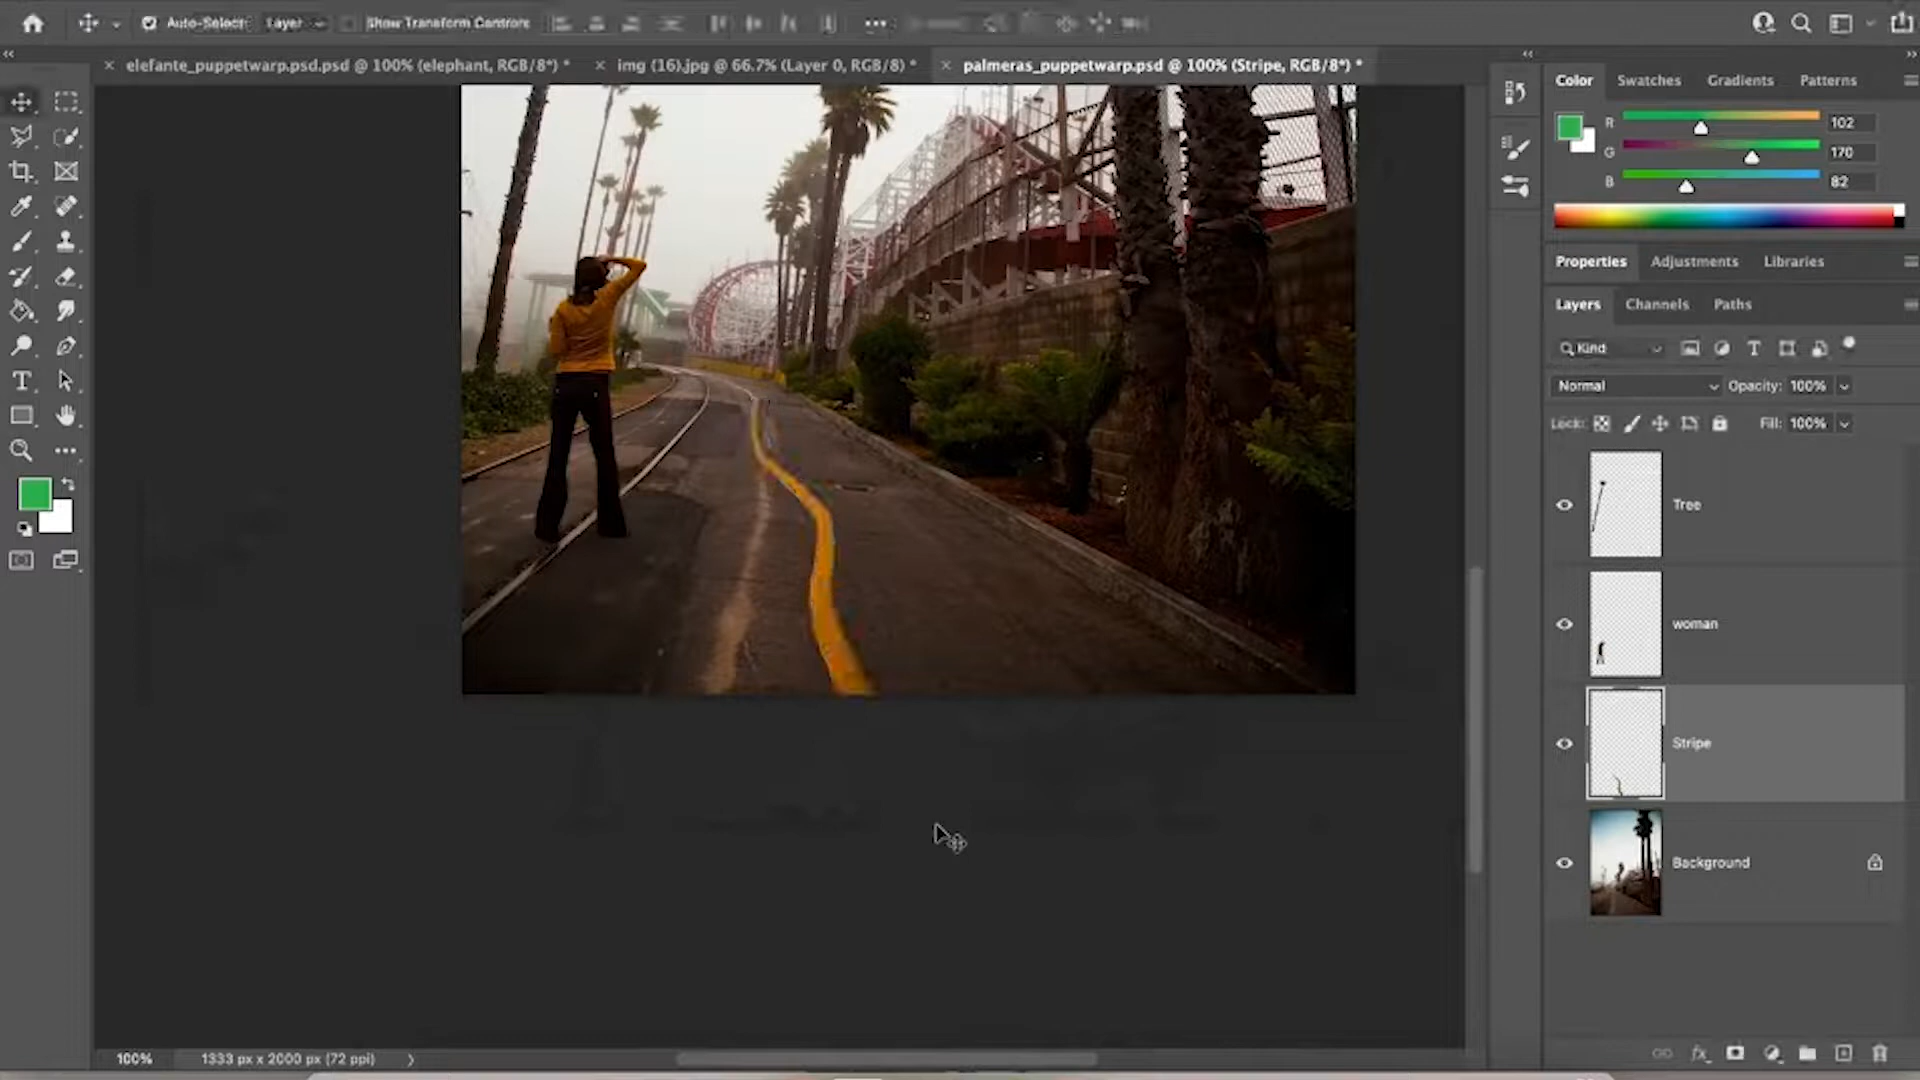 Auto-Select: Layer Show Transform Controls
elefante_puppetwarp.psd.psd @ 100% (elephant, RGB/8*) *
img (16).jpg @ 66.7% (Layer 0, RGB/8) *
palmeras_puppetwarp.psd @ 100% (Stripe, RGB/8*) *
Color Swatches Gradients Patterns
R 102
G 170
B 82
Properties Adjustments Libraries
Layers Channels Paths
Kind
Normal Opacity: 100%
Lock: Fill: 100%
Tree
woman
Stripe
Background
100% 1333 px x 2000 px (72 ppi)